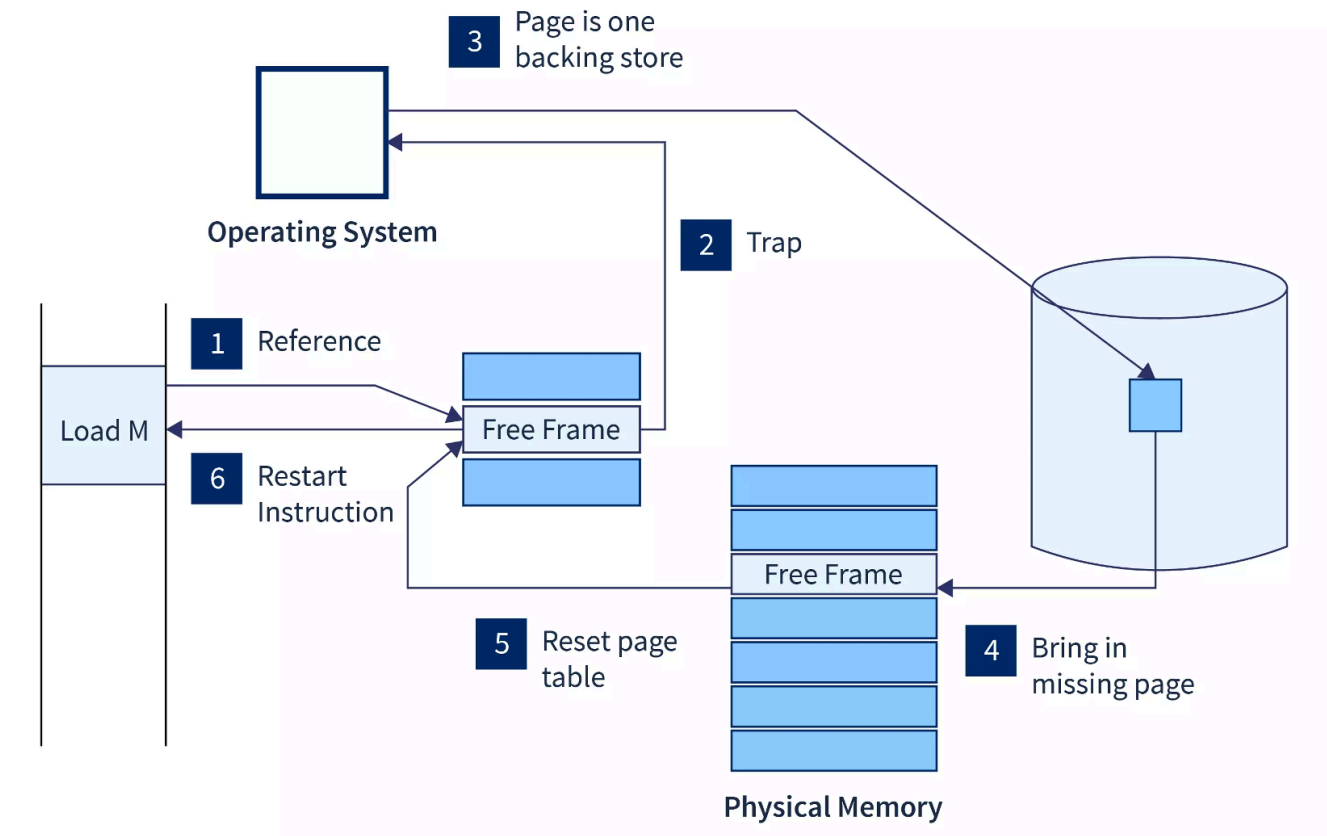 3
Page is one
backing store
Operating System
2
Trap
1
Reference
Load M
Free Frame
6
Restart
Instruction
Free Frame
5
Reset page
table
4
Bring in
missing page
Physical Memory